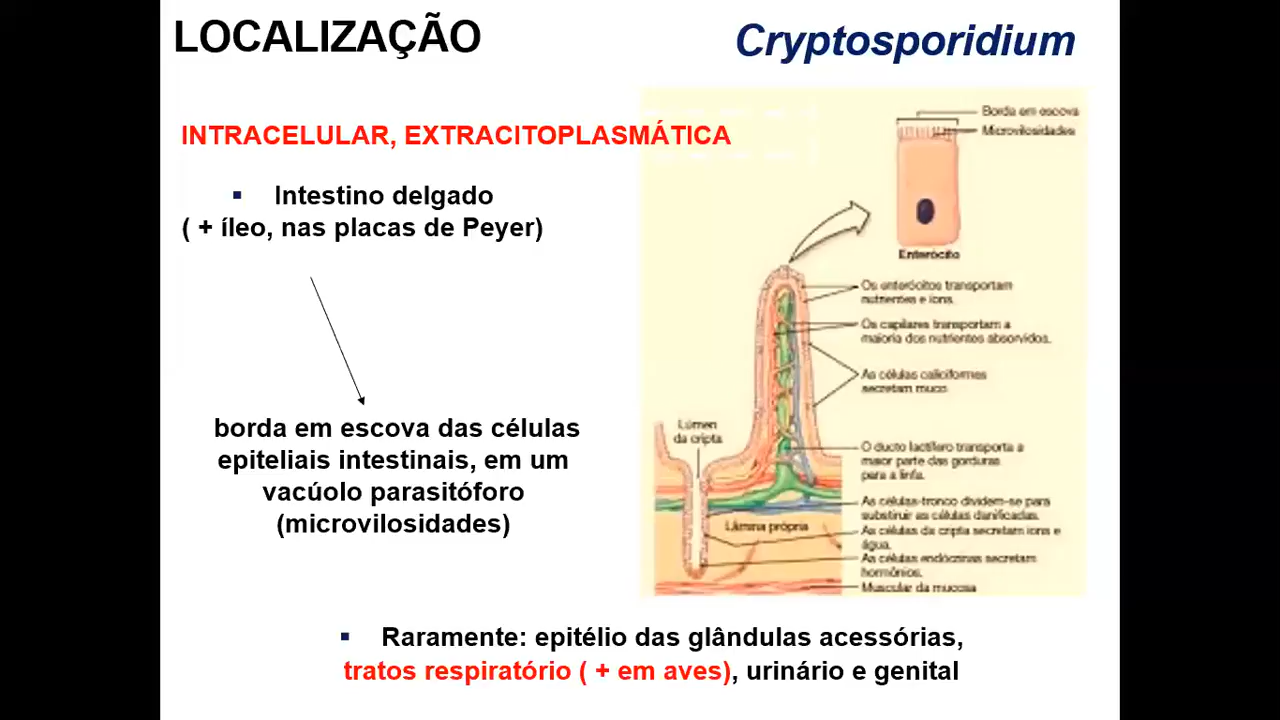 LOCALIZAÇÃO
Cryptosporidium
INTRACELULAR, EXTRACITOPLASMÁTICA
▪ Intestino delgado
( + íleo, nas placas de Peyer)
borda em escova das células
epiteliais intestinais, em um
vacúolo parasitóforo
(microvilosidades)
Borda em escova
Microvilosidades
Enterócito
Os enterócitos transportam
nutrientes e íons.
Os capilares transportam a
maioria dos nutrientes absorvidos.
As células caliciformes
secretam muco.
Lúmen
da cripta
O ducto lactífero transporta a
maior parte das gorduras
para a linfa.
As células-tronco dividem-se para
substituir as células danificadas.
Lâmina própria
As células da cripta secretam íons e
água.
As células endócrinas secretam
hormônios.
Muscular da mucosa
▪ Raramente: epitélio das glândulas acessórias,
tratos respiratório ( + em aves), urinário e genital